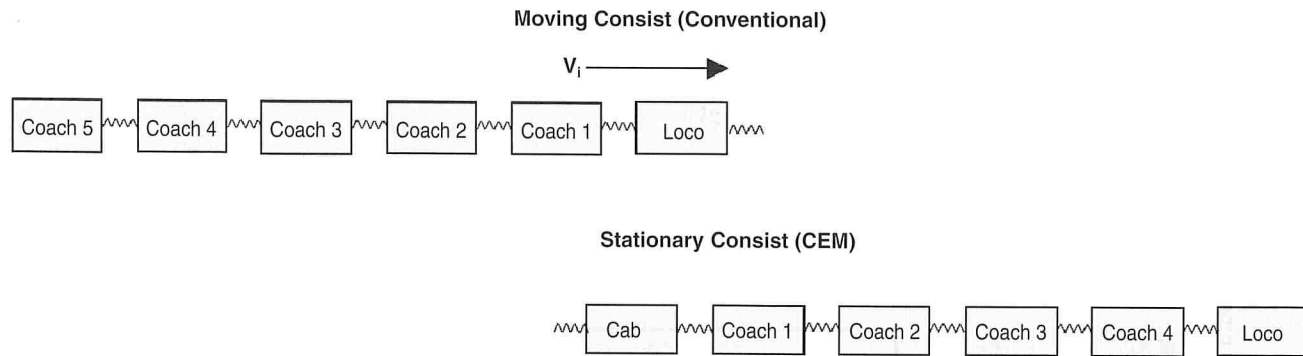 Moving Consist (Conventional)
Vi
Coach 5 Coach 4 Coach 3 Coach 2 Coach 1 Loco
Stationary Consist (CEM)
Cab Coach 1 Coach 2 Coach 3 Coach 4 Loco